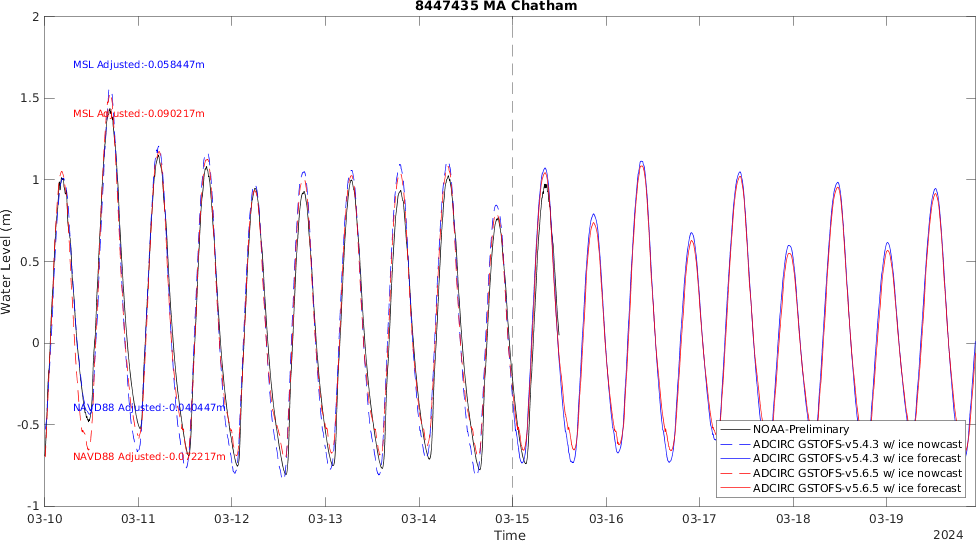 8447435 MA Chatham
2
1.5
1
0.5
0
-0.5
-1
Water Level (m)
MSL Adjusted:-0.058447m
MSL Adjusted:-0.090217m
NAVD88 Adjusted:-0.040447m
NAVD88 Adjusted:-0.072217m
NOAA-Preliminary
ADCIRC GSTOFS-v5.4.3 w/ ice nowcast
ADCIRC GSTOFS-v5.4.3 w/ ice forecast
ADCIRC GSTOFS-v5.6.5 w/ ice nowcast
ADCIRC GSTOFS-v5.6.5 w/ ice forecast
03-10 03-11 03-12 03-13 03-14 03-15 03-16 03-17 03-18 03-19
Time
2024